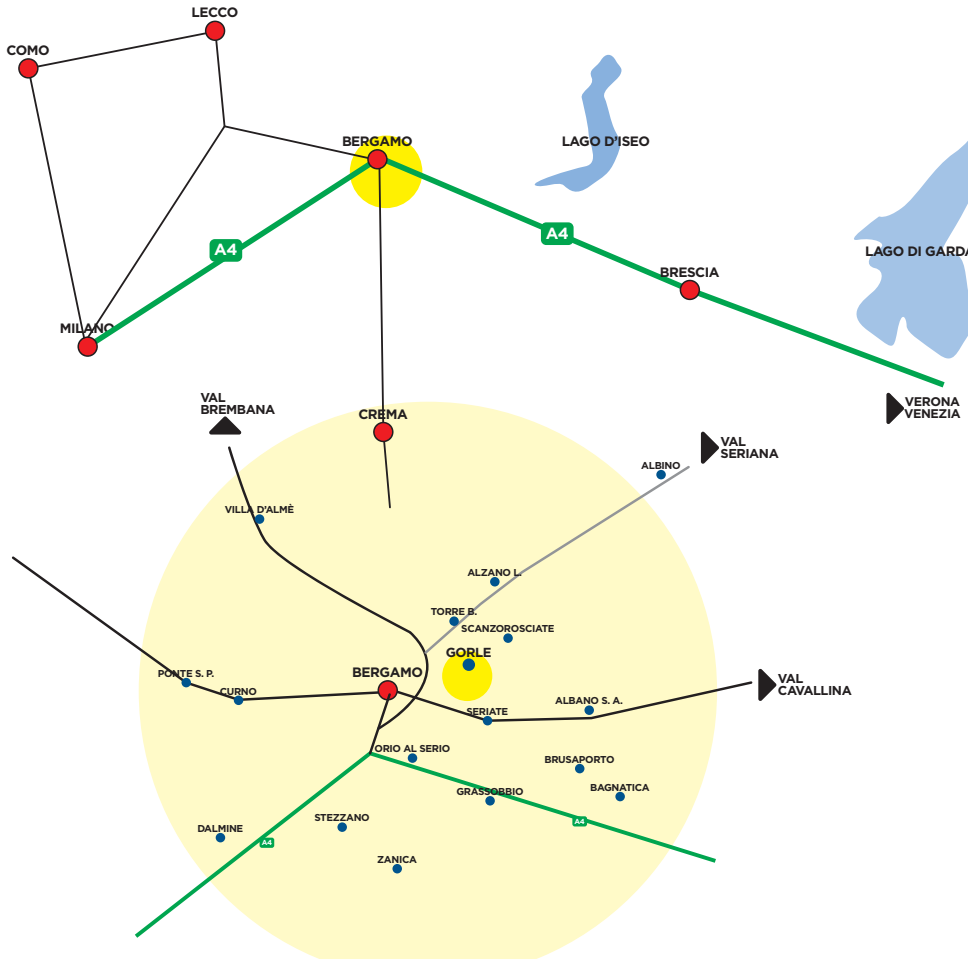 LECCO
COMO
BERGAMO
LAGO D'ISEO
A4
A4
LAGO DI GARDA
BRESCIA
MILANO
VAL
BREMBANA
CREMA
VERONA
VENEZIA
VAL
SERIANA
ALBINO
VILLA D'ALMÈ
ALZANO L.
TORRE B.
SCANZOROSCIATE
GORLE
PONTE S. P.
BERGAMO
CURNO
VAL
CAVALLINA
ALBANO S. A.
SERIATE
ORIO AL SERIO
BRUSAPORTO
BAGNATICA
GRASSOBBIO
STEZZANO
A4
DALMINE
A4
ZANICA